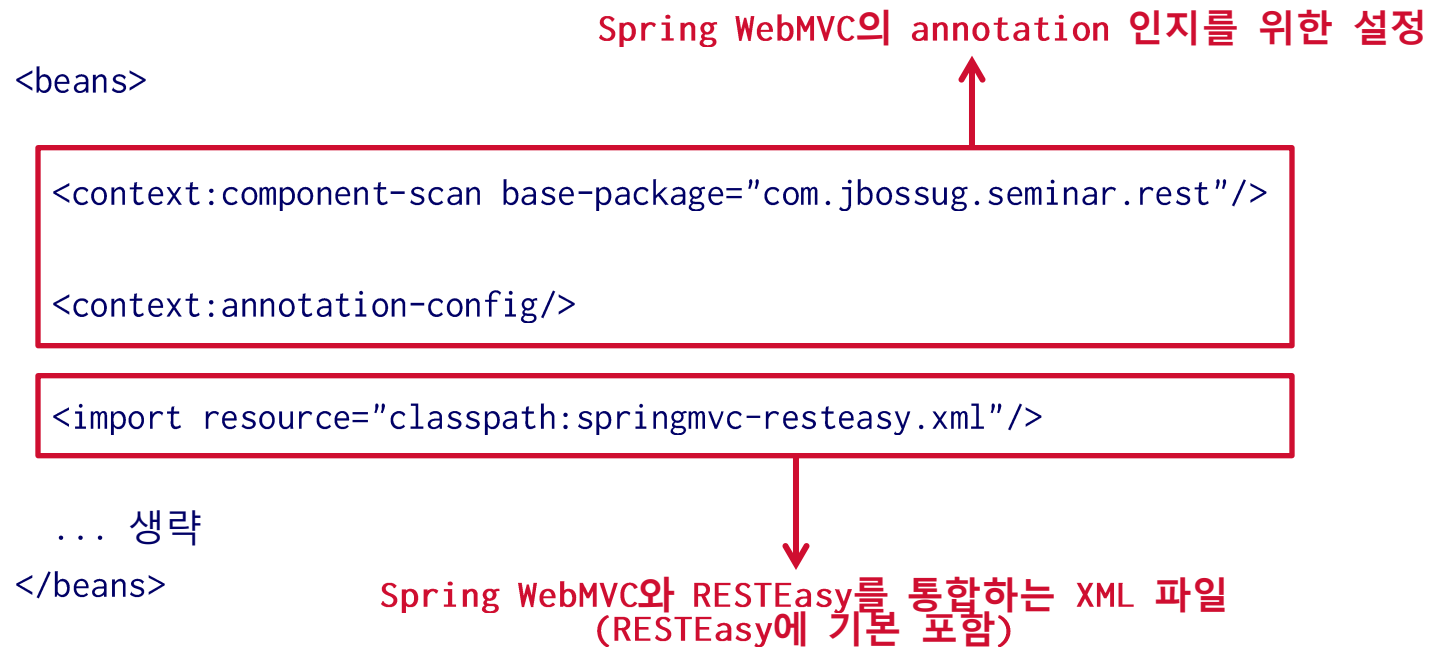 Spring WebMVC의 annotation 인지를 위한 설정
<beans>
<context:component-scan base-package="com.jbossug.seminar.rest"/>
<context:annotation-config/>
<import resource="classpath:springmvc-resteasy.xml"/>
... 생략
</beans>
Spring WebMVC와 RESTEasy를 통합하는 XML 파일
(RESTEasy에 기본 포함)